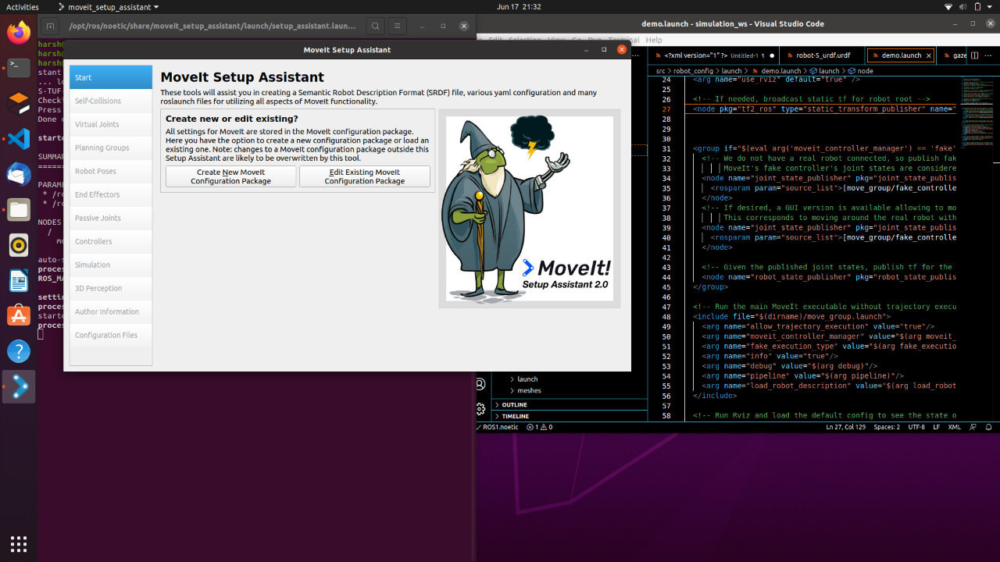 Activities
moveit_setup_assistant
Jun 17 21:32
/opt/ros/noetic/share/moveit_setup_assistant/launch/setup_assistant.laun...
demo.launch - simulation_ws - Visual Studio Code
Edit Selection View Go Run Terminal Help
harsh@
harsh@
harsh@
... lo
S-TUF
Check
Press
Done
starte
SUMMAR
PARAME
* /ro
* /ro
NODES
/
mo
auto-s
proces
ROS_MA
settin
proces
starte
proces
MoveIt Setup Assistant
Start
Self-Collisions
Virtual Joints
Planning Groups
Robot Poses
End Effectors
Passive Joints
Controllers
Simulation
3D Perception
Author Information
Configuration Files
MoveIt Setup Assistant
These tools will assist you in creating a Semantic Robot Description Format (SRDF) file, various yaml configuration and many
roslaunch files for utilizing all aspects of MoveIt functionality.
Create new or edit existing?
All settings for MoveIt are stored in the MoveIt configuration package.
Here you have the option to create a new configuration package or load an
existing one. Note: changes to a MoveIt configuration package outside this
Setup Assistant are likely to be overwritten by this tool.
Create New MoveIt
Configuration Package
Edit Existing MoveIt
Configuration Package
MoveIt!
Setup Assistant 2.0
<?xml version="1" ?> Untitled-1 1
robot-5_urdf.urdf
demo.launch
gaze
src > robot_config > launch > demo.launch > launch > node
24 <arg name="use_rviz" default="true" />
25
26 <!-- If needed, broadcast static tf for robot root -->
27 <node pkg="tf2_ros" type="static_transform_publisher" name="
28
29
30
31 <group if="$(eval arg('moveit_controller_manager') == 'fake'
32 <!-- We do not have a real robot connected, so publish fak
33 MoveIt's fake controller's joint states are considere
34 <node name="joint_state_publisher" pkg="joint_state_publis
35 <rosparam param="source_list">[move_group/fake_controlle
36 </node>
37 <!-- If desired, a GUI version is available allowing to mo
38 This corresponds to moving around the real robot with
39 <node name="joint_state_publisher" pkg="joint_state_publis
40 <rosparam param="source_list">[move_group/fake_controlle
41 </node>
42
43 <!-- Given the published joint states, publish tf for the
44 <node name="robot_state_publisher" pkg="robot_state_publis
45 </group>
46
47 <!-- Run the main MoveIt executable without trajectory execu
48 <include file="$(dirname)/move_group.launch">
49 <arg name="allow_trajectory_execution" value="true"/>
50 <arg name="moveit_controller_manager" value="$(arg moveit_
51 <arg name="fake_execution_type" value="$(arg fake_executio
52 <arg name="info" value="true"/>
53 <arg name="debug" value="$(arg debug)"/>
54 <arg name="pipeline" value="$(arg pipeline)"/>
55 <arg name="load_robot_description" value="$(arg load_robot
56 </include>
57
58 <!-- Run Rviz and load the default config to see the state o
launch
meshes
OUTLINE
TIMELINE
ROS1.noetic
1
0
Ln 27, Col 129
Spaces: 2
UTF-8
LF
XML